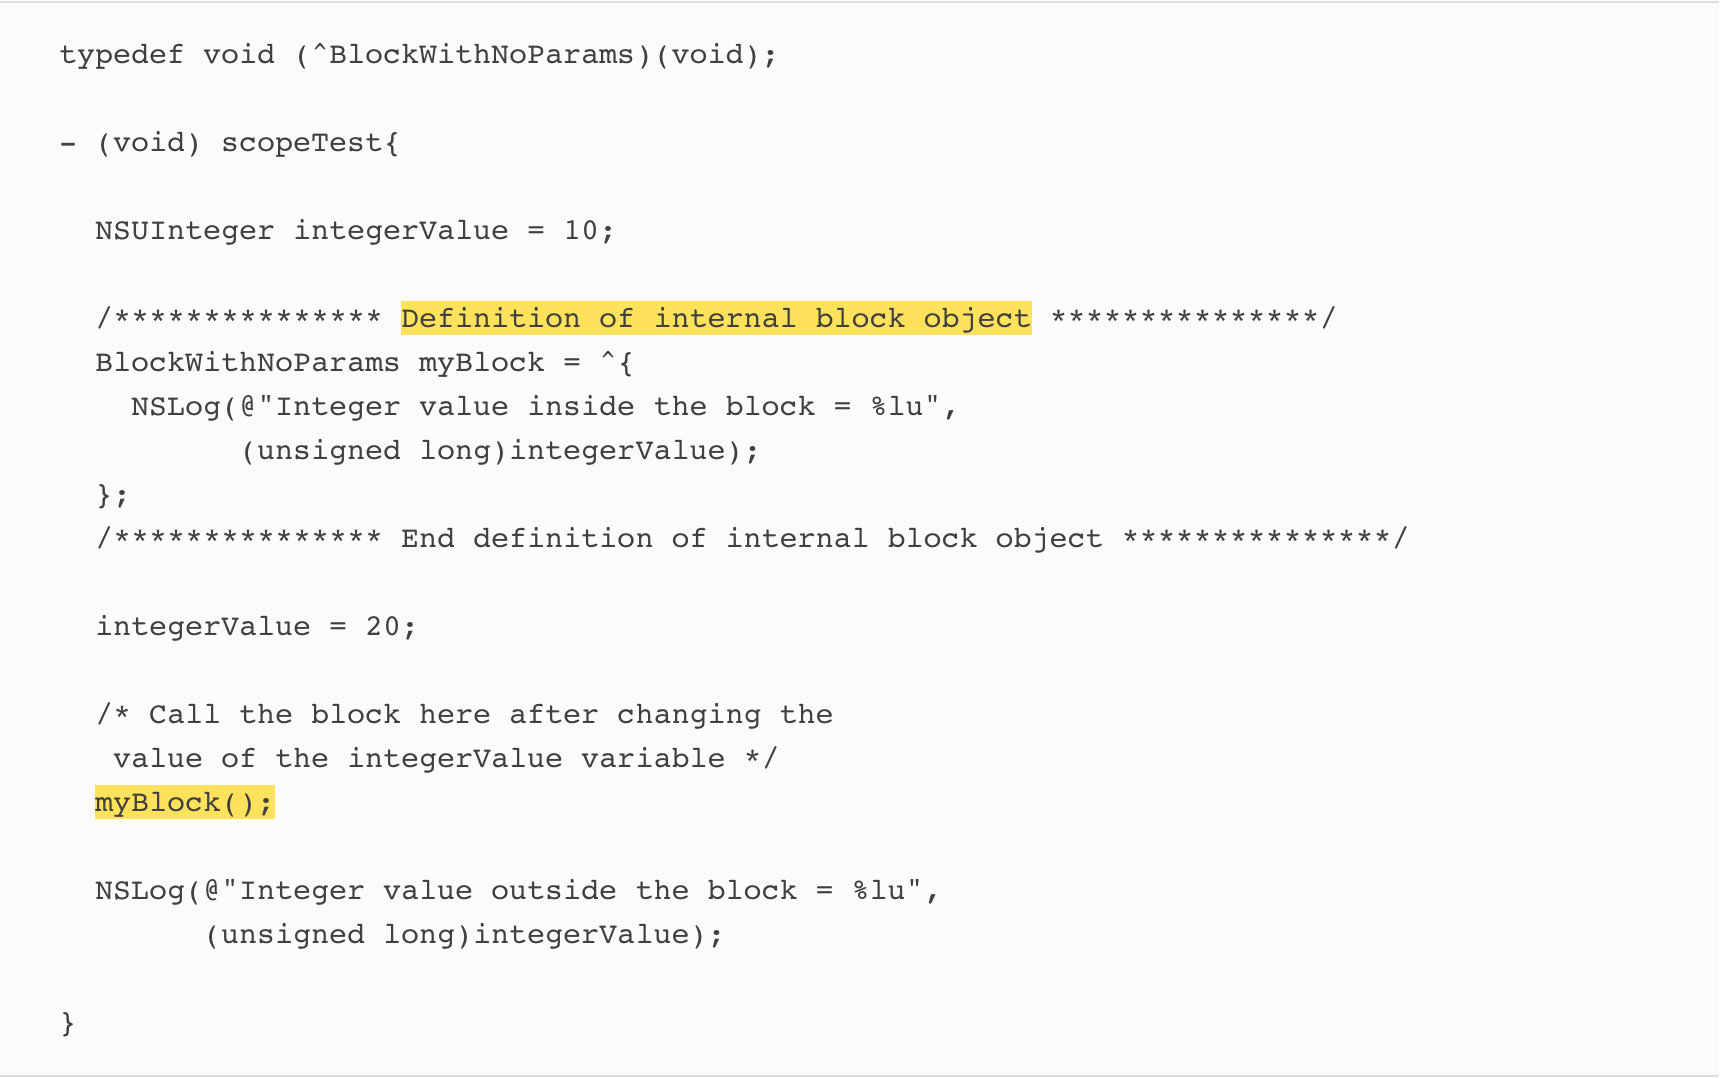 typedef void (^BlockWithNoParams)(void);
- (void) scopeTest{
NSUInteger integerValue = 10;
/*************** Definition of internal block object ***************/
BlockWithNoParams myBlock = ^{
NSLog(@"Integer value inside the block = %lu",
(unsigned long)integerValue);
};
/*************** End definition of internal block object ***************/
integerValue = 20;
/* Call the block here after changing the
value of the integerValue variable */
myBlock();
NSLog(@"Integer value outside the block = %lu",
(unsigned long)integerValue);
}